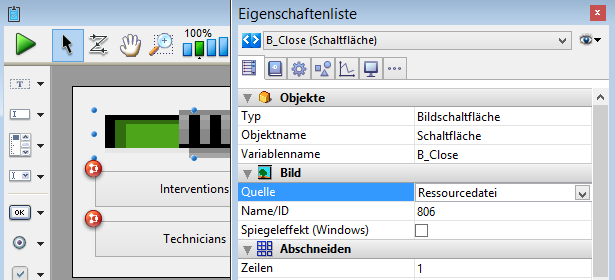 Eigenschaftenliste
100%
B_Close (Schaltfläche)
T
OK
Interventions
Technicians
Objekte
Typ Bildschaltfläche
Objektname Schaltfläche
Variablenname B_Close
Bild
Quelle Ressourcedatei
Name/ID 806
Spiegeleffekt (Windows)
Abschneiden
Zeilen 1